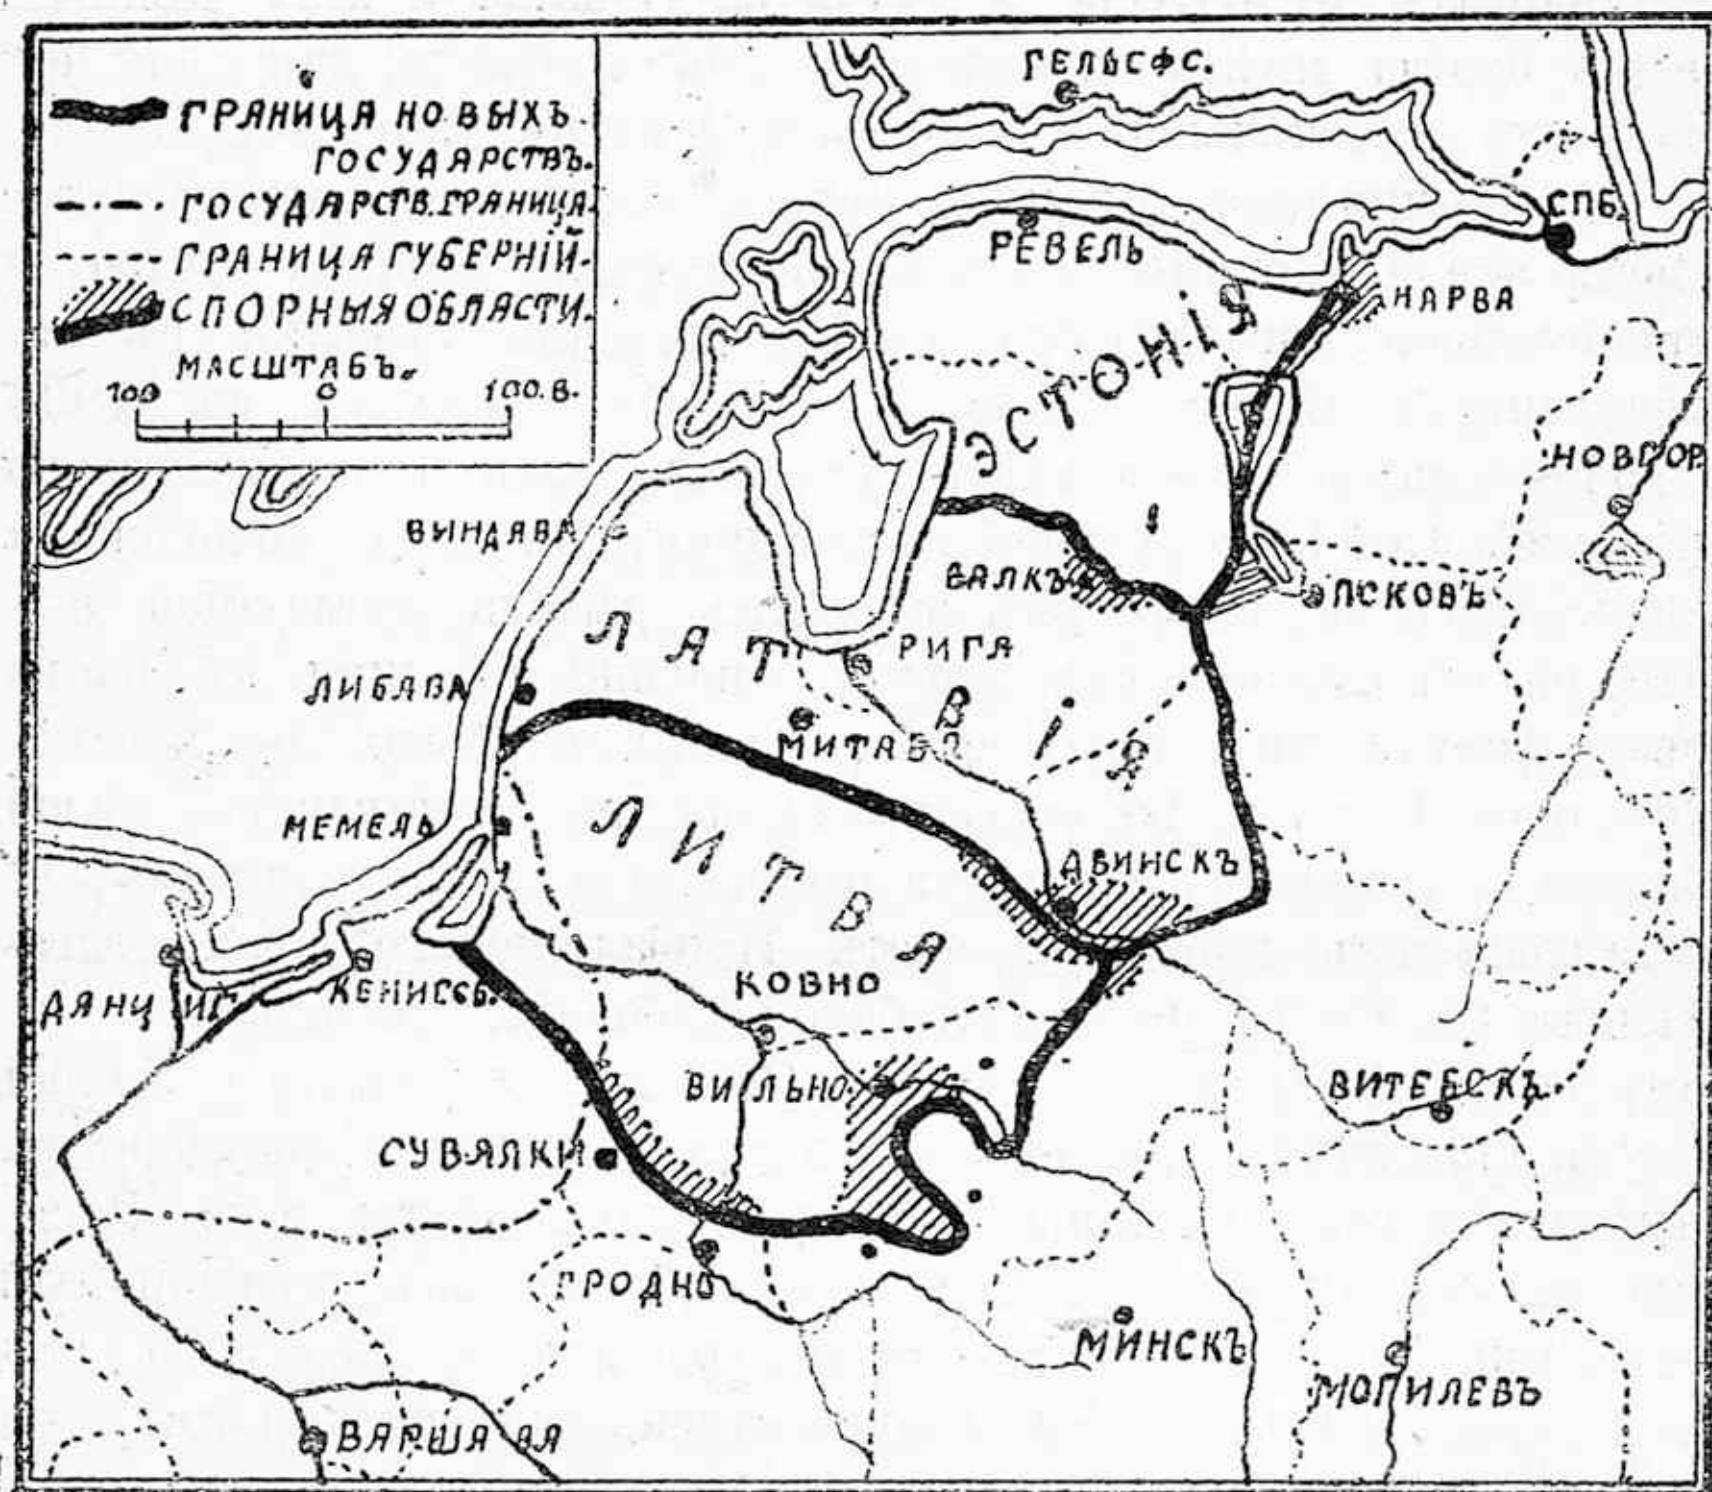 ГРАНИЦА НОВЫХЪ
ГОСУДАРСТВЪ.
ГОСУДАРСТВ. ГРАНИЦА.
ГРАНИЦА ГУБЕРНІЙ.
СПОРНЫЯ ОБЛАСТИ.
МАСШТАБЪ.
100 0 100.В.
ГЕЛЬСФС.
СПБ.
РЕВЕЛЬ
НАРВА
ЭСТОНІЯ
НОВГОР.
ВИНДАВА
ВАЛКЪ
ПСКОВЪ
ЛАТВІЯ
РИГА
ЛИБАВА
МИТАВА
ЛИТВА
МЕМЕЛЬ
ДВИНСКЪ
КОВНО
ДАНЦИГ.
КЕНИГСБ.
ВИЛЬНО
ВИТЕБСКЪ
СУВАЛКИ
ГРОДНО
МИНСКЪ
МОГИЛЕВЪ
ВАРШАВА